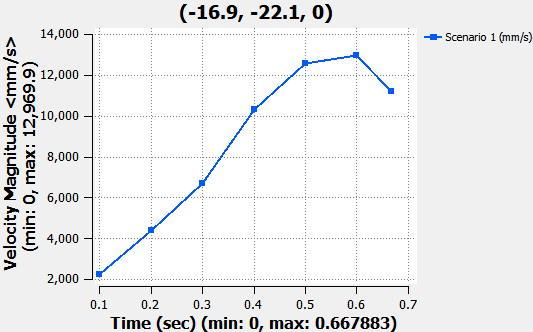 (-16.9, -22.1, 0)
Scenario 1 (mm/s)
Velocity Magnitude <mm/s>
(min: 0, max: 12,969.9)
14,000
12,000
10,000
8,000
6,000
4,000
2,000
0.1 0.2 0.3 0.4 0.5 0.6 0.7
Time (sec) (min: 0, max: 0.667883)